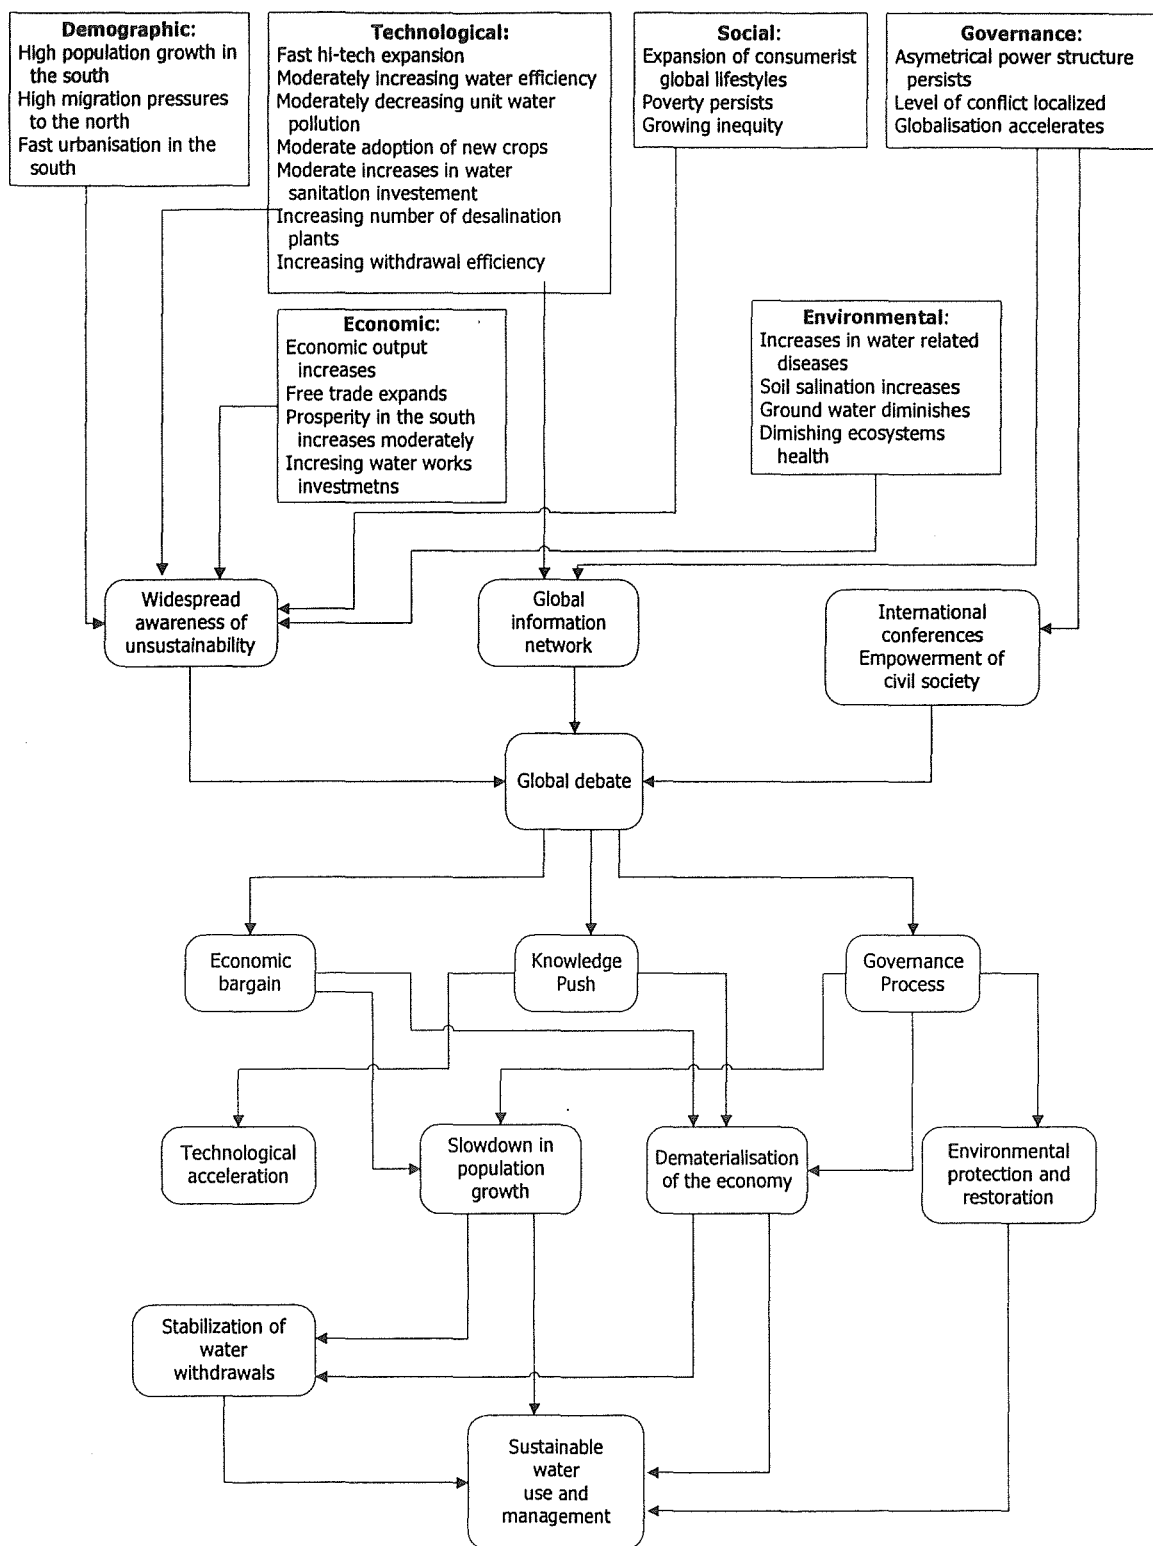 Demographic:
High population growth in
the south
High migration pressures
to the north
Fast urbanisation in the
south
Technological:
Fast hi-tech expansion
Moderately increasing water efficiency
Moderately decreasing unit water
pollution
Moderate adoption of new crops
Moderate increases in water
sanitation investement
Increasing number of desalination
plants
Increasing withdrawal efficiency
Social:
Expansion of consumerist
global lifestyles
Poverty persists
Growing inequity
Governance:
Asymetrical power structure
persists
Level of conflict localized
Globalisation accelerates
Economic:
Economic output
increases
Free trade expands
Prosperity in the south
increases moderately
Incresing water works
investmetns
Environmental:
Increases in water related
diseases
Soil salination increases
Ground water diminishes
Dimishing ecosystems
health
Widespread
awareness of
unsustainability
Global
information
network
International
conferences
Empowerment of
civil society
Global debate
Economic
bargain
Knowledge
Push
Governance
Process
Technological
acceleration
Slowdown in
population
growth
Dematerialisation
of the economy
Environmental
protection and
restoration
Stabilization of
water
withdrawals
Sustainable
water
use and
management